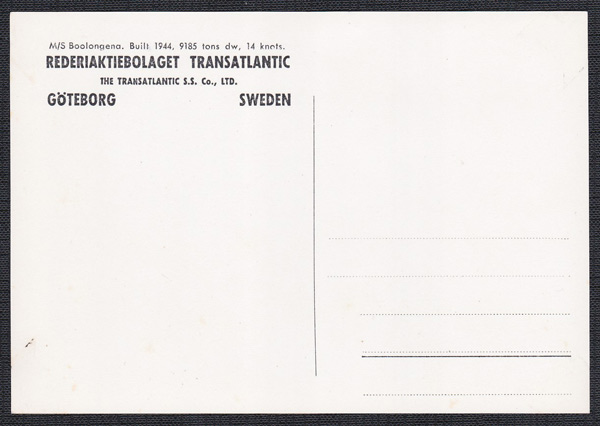 M/S Boolongena. Built 1944, 9185 tons dw, 14 knots.
REDERIAKTIEBOLAGET TRANSATLANTIC
THE TRANSATLANTIC S.S. Co., LTD.
GÖTEBORG SWEDEN